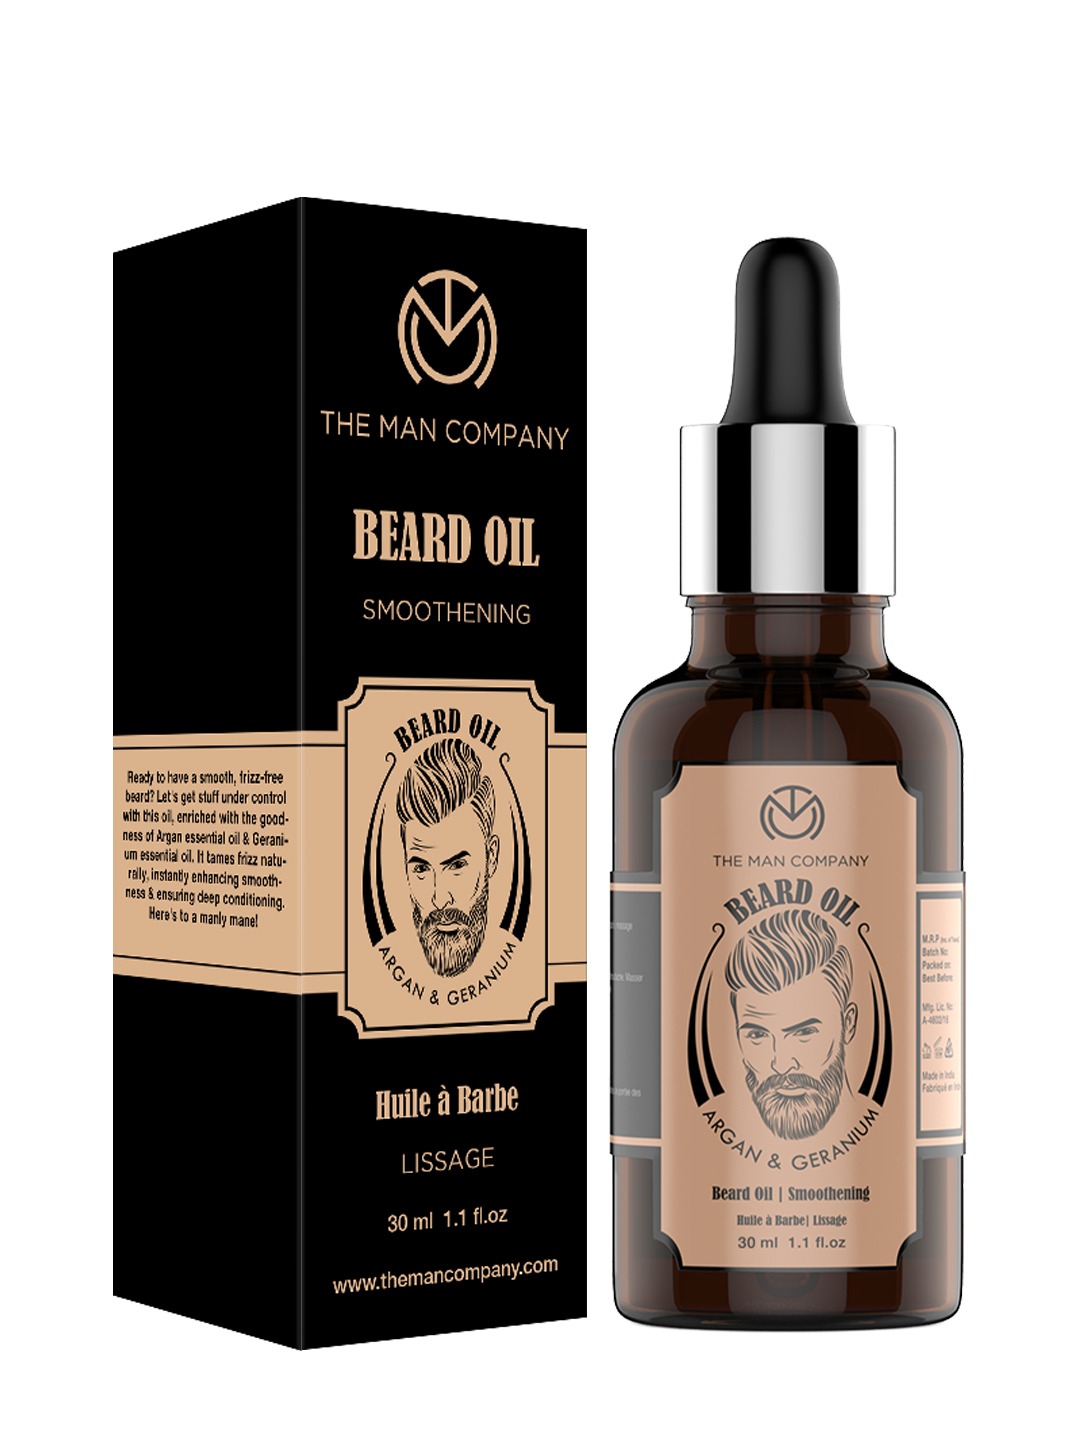 THE MAN COMPANY
BEARD OIL
SMOOTHENING
BEARD OIL
ARGAN & GERANIUM
Huile à Barbe
LISSAGE
30 ml 1.1 fl.oz
www.themancompany.com
Ready to have a smooth, frizz-free
beard? Let's get stuff under control
with this oil, enriched with the good-
ness of Argan essential oil & Gerani-
um essential oil. It tames frizz natu-
rally, instantly enhancing smooth-
ness & ensuring deep conditioning.
Here's to a manly mane!
THE MAN COMPANY
BEARD OIL
ARGAN & GERANIUM
Beard Oil | Smoothening
Huile à Barbe| Lissage
30 ml 1.1 fl.oz
M.R.P
Batch No:
Packed on:
Best Before:
Mfg. Lic. No:
Made in India
Fabriqué en